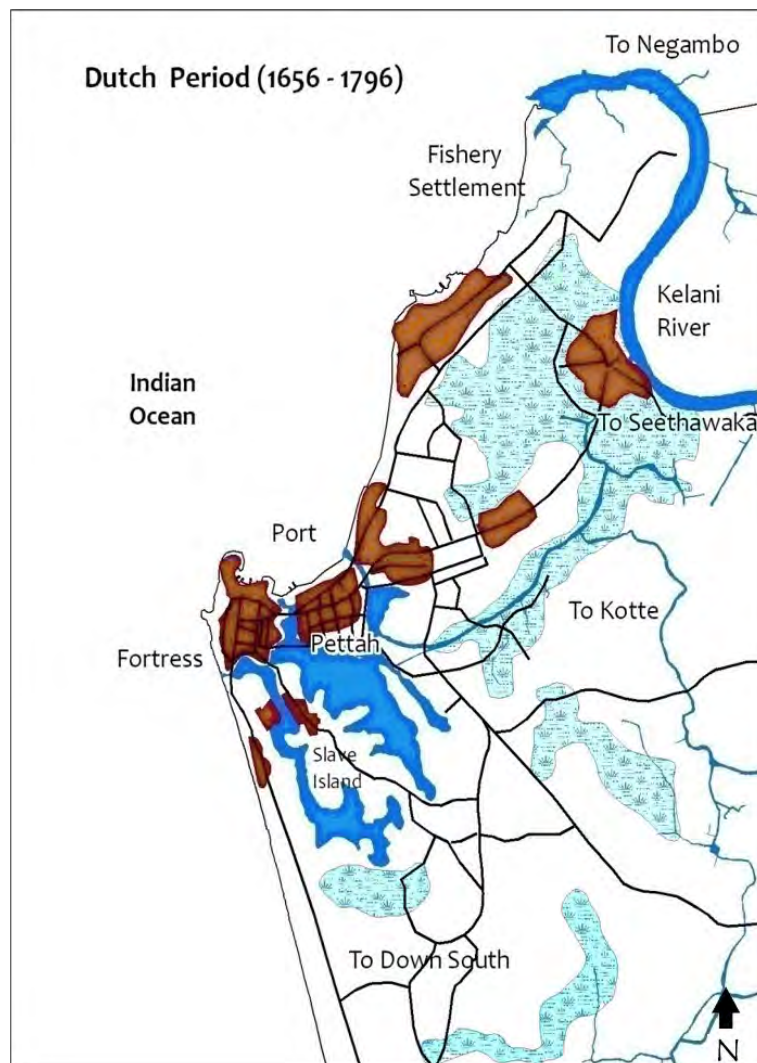 To Negambo
Dutch Period (1656 - 1796)
Fishery
Settlement
Kelani
River
Indian
Ocean
To Seethawaka
Port
To Kotte
Pettah
Fortress
Slave
Island
To Down South
N